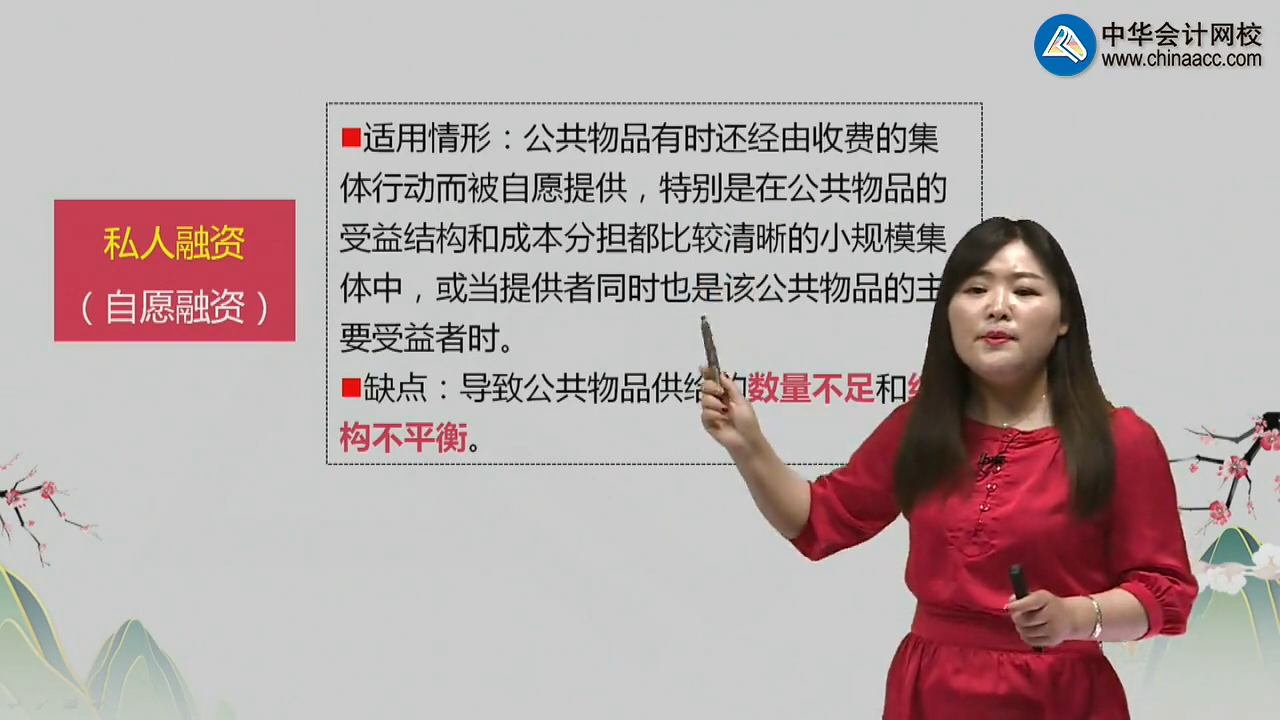 中华会计网校
www.chinaacc.com
私人融资
（自愿融资）
■适用情形：公共物品有时还经由收费的集
体行动而被自愿提供，特别是在公共物品的
受益结构和成本分担都比较清晰的小规模集
体中，或当提供者同时也是该公共物品的主
要受益者时。
■缺点：导致公共物品供给的数量不足和
构不平衡。